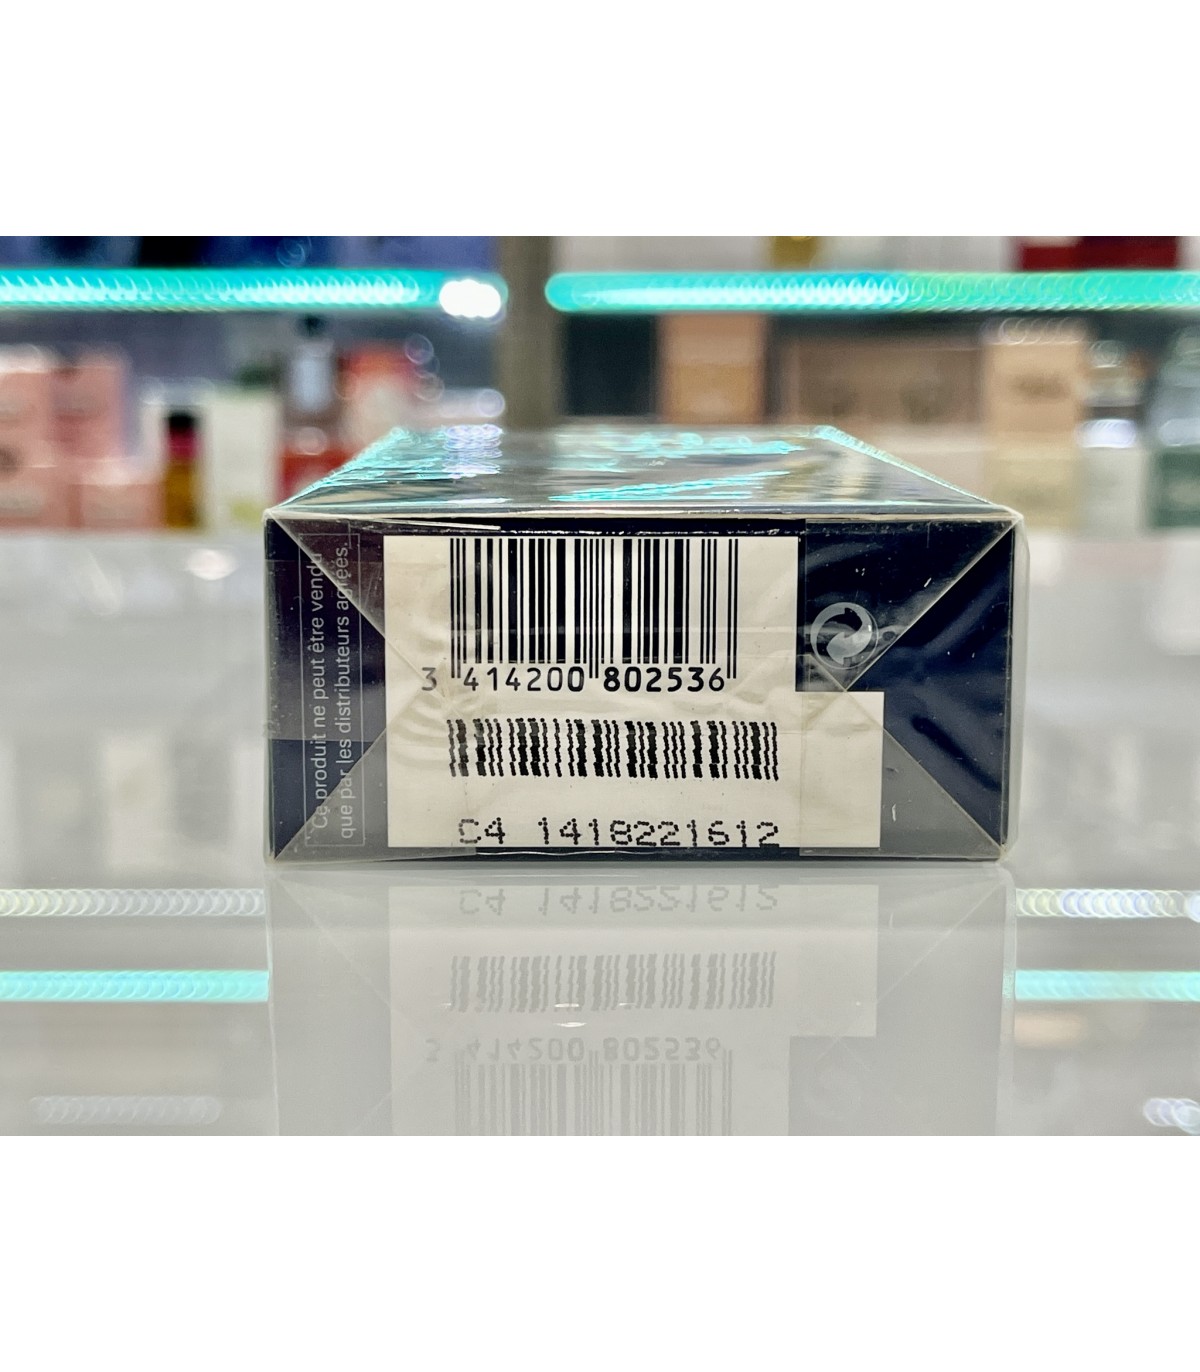 Ce produit ne peut être vendu
que par les distributeurs agréés.
3 414200 802536
C4 1418221612